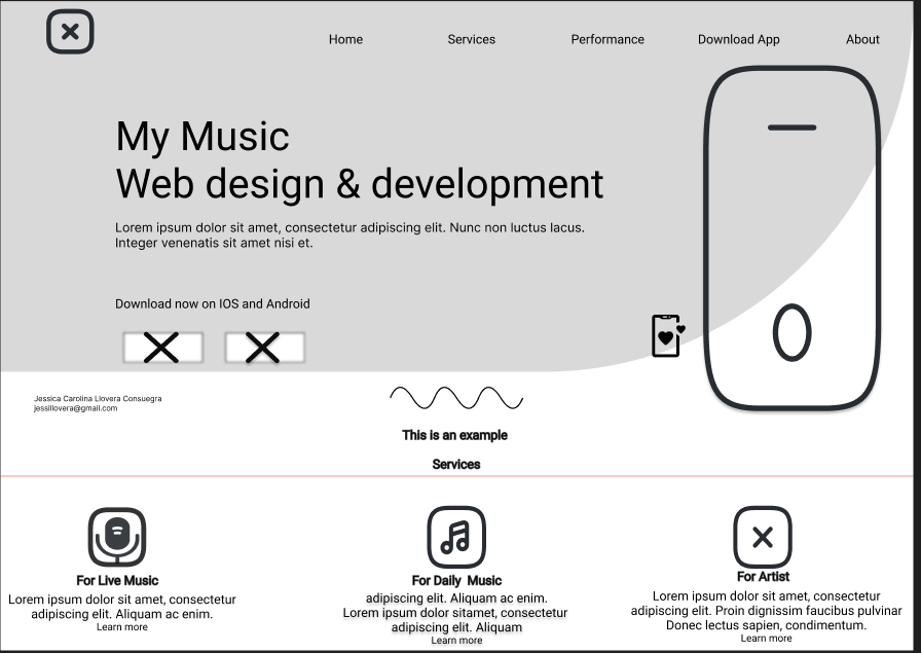 Home
Services
Performance
Download App
About
My Music
Web design & development
Lorem ipsum dolor sit amet, consectetur adipiscing elit. Nunc non luctus lacus.
Integer venenatis sit amet nisi et.
Download now on IOS and Android
Jessica Carolina Llovera Consuegra
jessillovera@gmail.com
This is an example
Services
For Live Music
Lorem ipsum dolor sit amet, consectetur
adipiscing elit. Aliquam ac enim.
Learn more
For Daily Music
adipiscing elit. Aliquam ac enim.
Lorem ipsum dolor sitamet, consectetur
adipiscing elit. Aliquam
Learn more
For Artist
Lorem ipsum dolor sit amet, consectetur
adipiscing elit. Proin dignissim faucibus pulvinar
Donec lectus sapien, condimentum.
Learn more